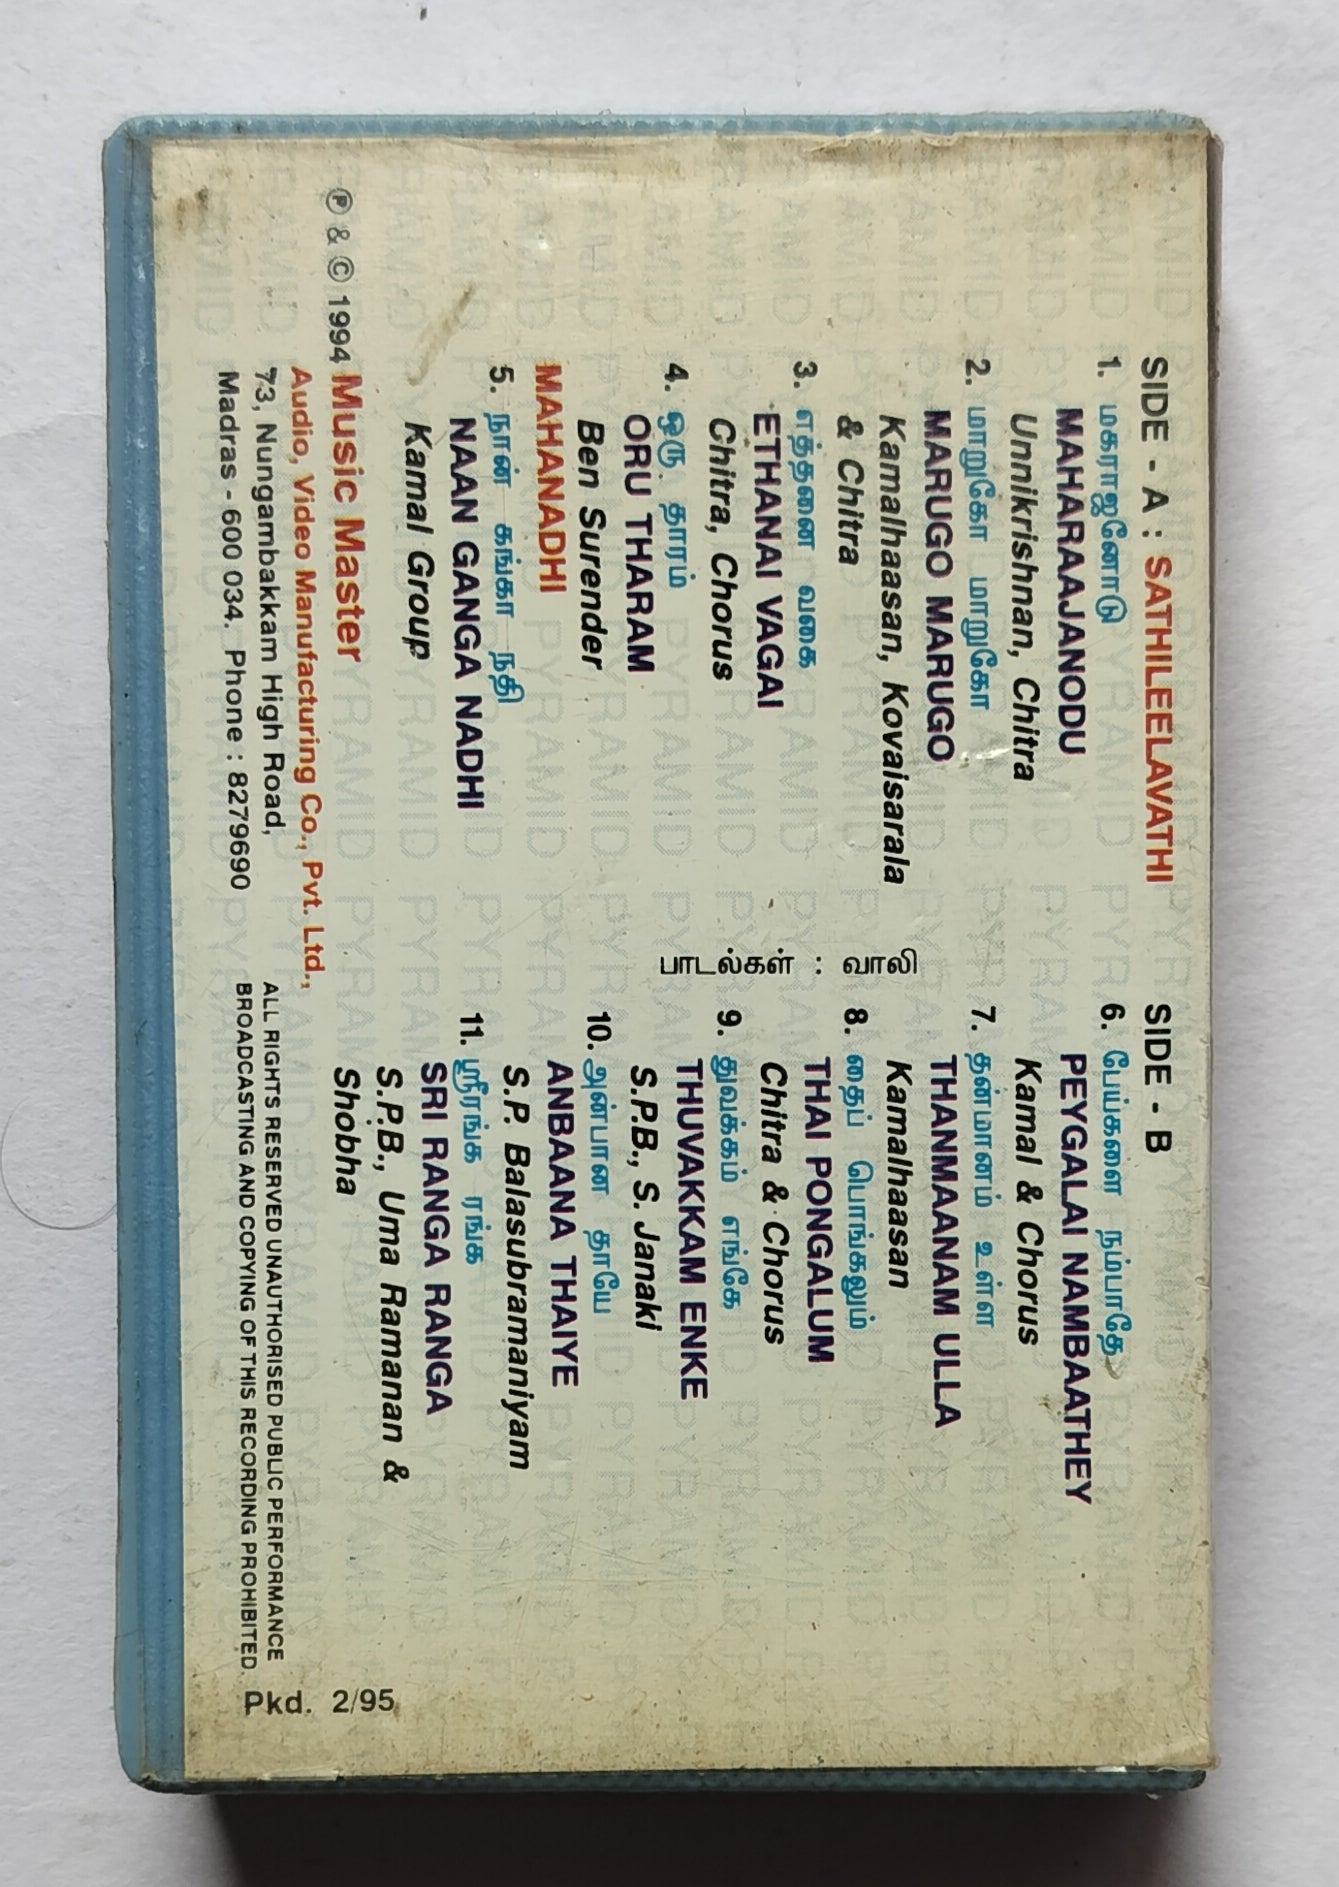 SIDE - A : SATHILEELAVATHI
1. மகாராஜனோடு
MAHARAAJANODU
Unnikrishnan, Chitra
2. மாறுகோ மாறுகோ
MARUGO MARUGO
Kamalhaasan, Kovaisarala
& Chitra
3. எத்தனை வகை
ETHANAI VAGAI
Chitra, Chorus
4. ஒரு தாரம்
ORU THARAM
Ben Surender
MAHANADHI
5. நான் கங்கா நதி
NAAN GANGA NADHI
Kamal Group
பாடல்கள் : வாலி
SIDE - B
6. பேய்களை நம்பாதே
PEYGALAI NAMBAATHEY
Kamal & Chorus
7. தன்மானம் உள்ள
THANMAANAM ULLA
Kamalhaasan
8. தைப் பொங்கலும்
THAI PONGALUM
Chitra & Chorus
9. துவக்கம் எங்கே
THUVAKKAM ENKE
S.P.B., S. Janaki
10. அன்பான தாயே
ANBAANA THAIYE
S.P. Balasubramaniyam
11. ஸ்ரீரங்க ரங்க
SRI RANGA RANGA
S.P.B., Uma Ramanan &
Shobha
℗ & © 1994 Music Master
Audio, Video Manufacturing Co., Pvt. Ltd.,
73, Nungambakkam High Road,
Madras - 600 034. Phone : 8279690
ALL RIGHTS RESERVED UNAUTHORISED PUBLIC PERFORMANCE
BROADCASTING AND COPYING OF THIS RECORDING PROHIBITED.
Pkd. 2/95